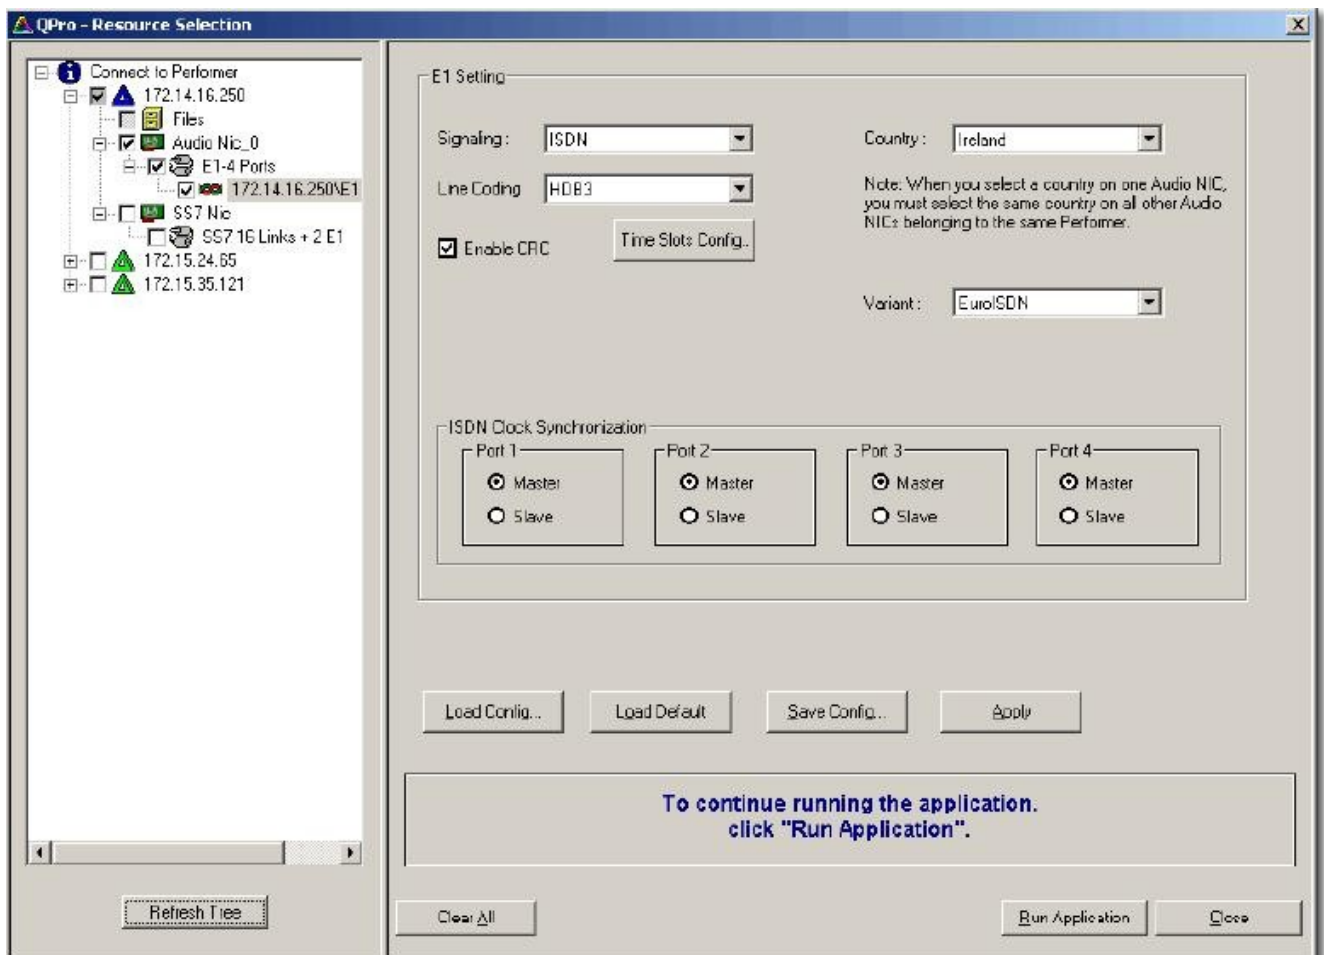 QPro - Resource Selection
Connect to Performer
172.14.16.250
Files
Audio Nic_0
E1-4 Ports
172.14.16.250\E1
SS7 Nic
SS7 16 Links + 2 E1
172.15.24.65
172.15.35.121
Refresh Tree
E1 Setting
Signaling :
ISDN
Country :
Ireland
Line Coding
HDB3
Note: When you select a country on one Audio NIC,
you must select the same country on all other Audio
NICs belonging to the same Performer.
Enable CRC
Time Slots Config..
Variant :
EuroISDN
ISDN Clock Synchronization
Port 1
Master
Slave
Port 2
Master
Slave
Port 3
Master
Slave
Port 4
Master
Slave
Load Config...
Load Default
Save Config...
Apply
To continue running the application.
click "Run Application".
Clear All
Run Application
Close